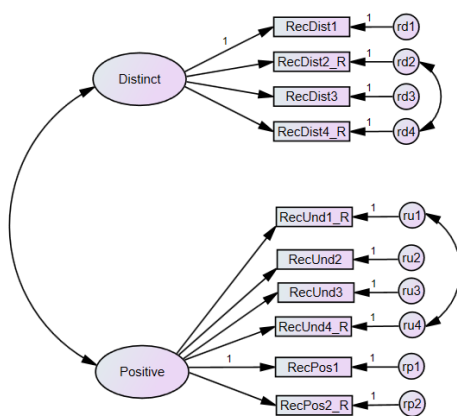 1 RecDist1 1 rd1
RecDist2_R 1 rd2
Distinct
RecDist3 1 rd3
RecDist4_R 1 rd4
RecUnd1_R 1 ru1
RecUnd2 1 ru2
RecUnd3 1 ru3
RecUnd4_R 1 ru4
Positive
1 RecPos1 1 rp1
RecPos2_R 1 rp2